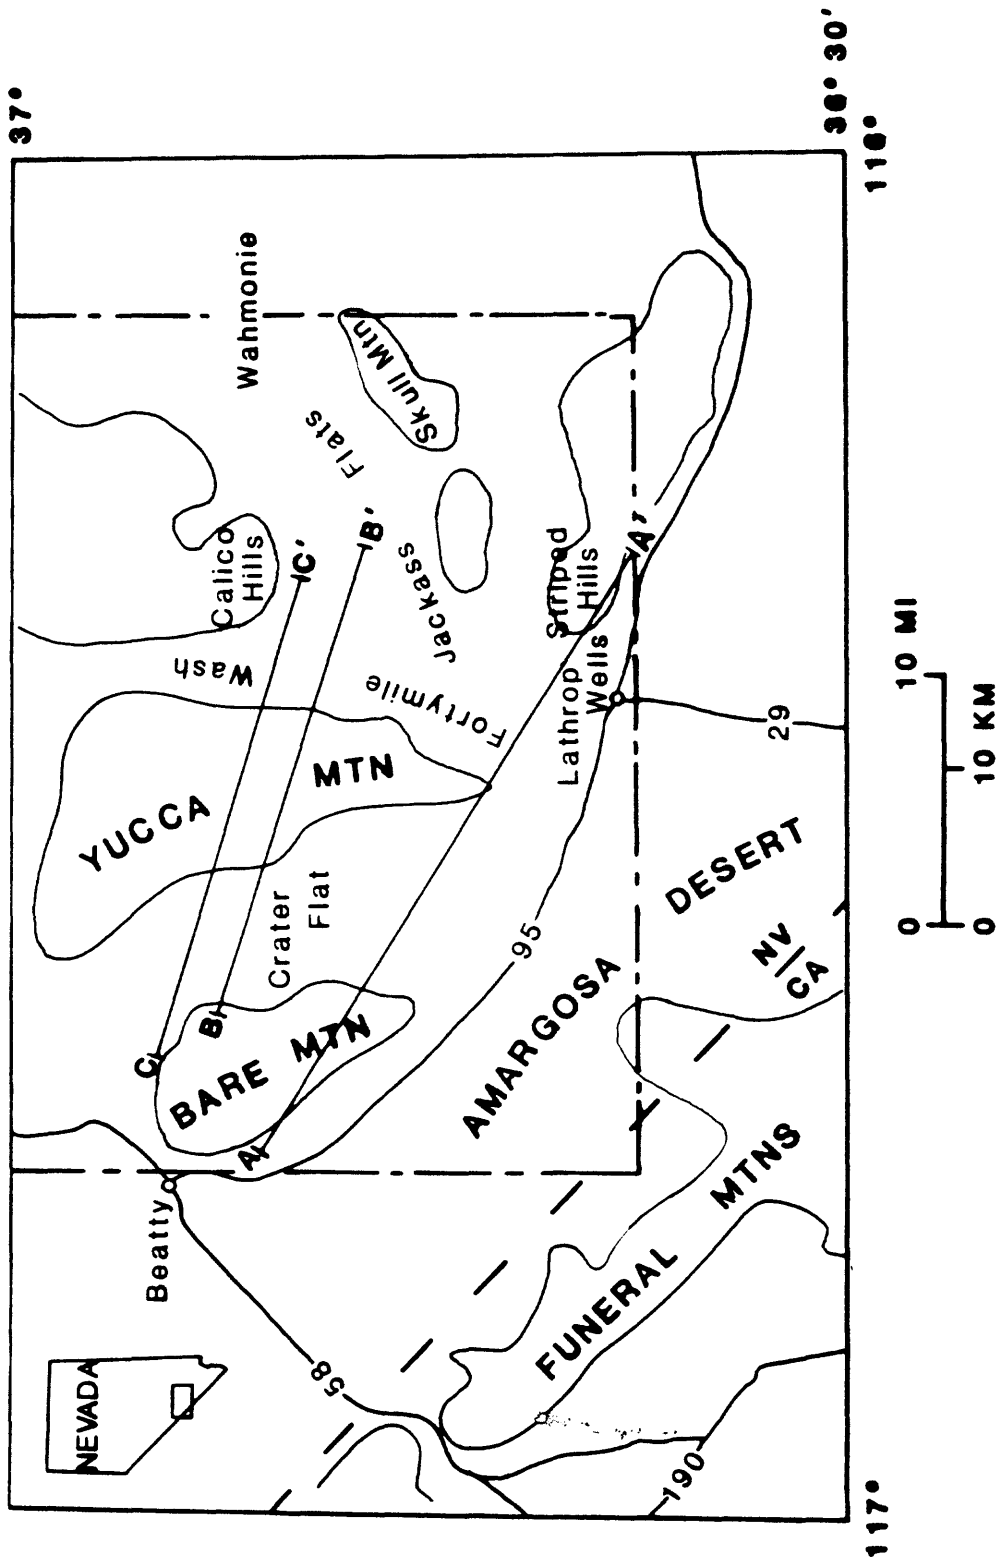 NEVADA
Beatty
58
190
FUNERAL
MTNS
AMARGOSA
DESERT
NV
CA
95
29
BARE MTN
A
B
C
Crater
Flat
YUCCA
MTN
Fortymile
Wash
Calico
Hills
C'
B'
A'
Jackass
Flats
Wahmonie
Skull Mtn
Striped
Hills
Lathrop
Wells
37°
36° 30'
116°
117°
0 10 MI
0 10 KM